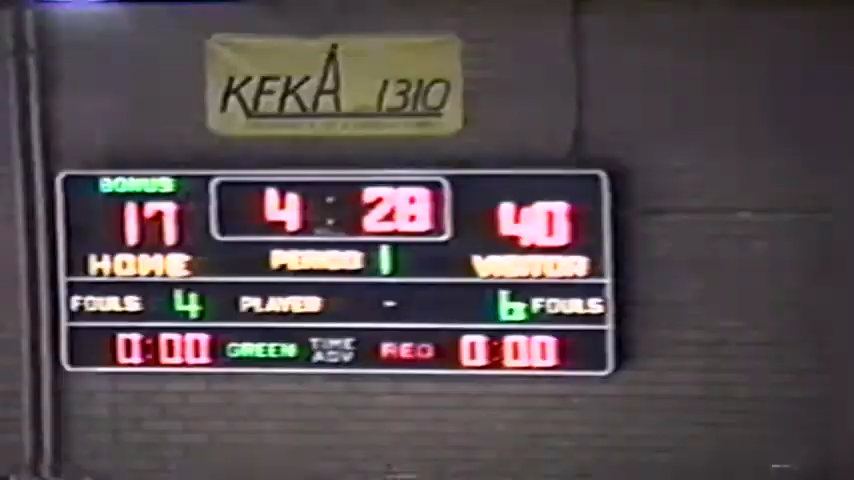 KFKA 1310
BONUS
17 4:28 40
HOME PERIOD 1 VISITOR
FOULS 4 PLAYER - 6 FOULS
0:00 GREEN TIME ADV RED 0:00